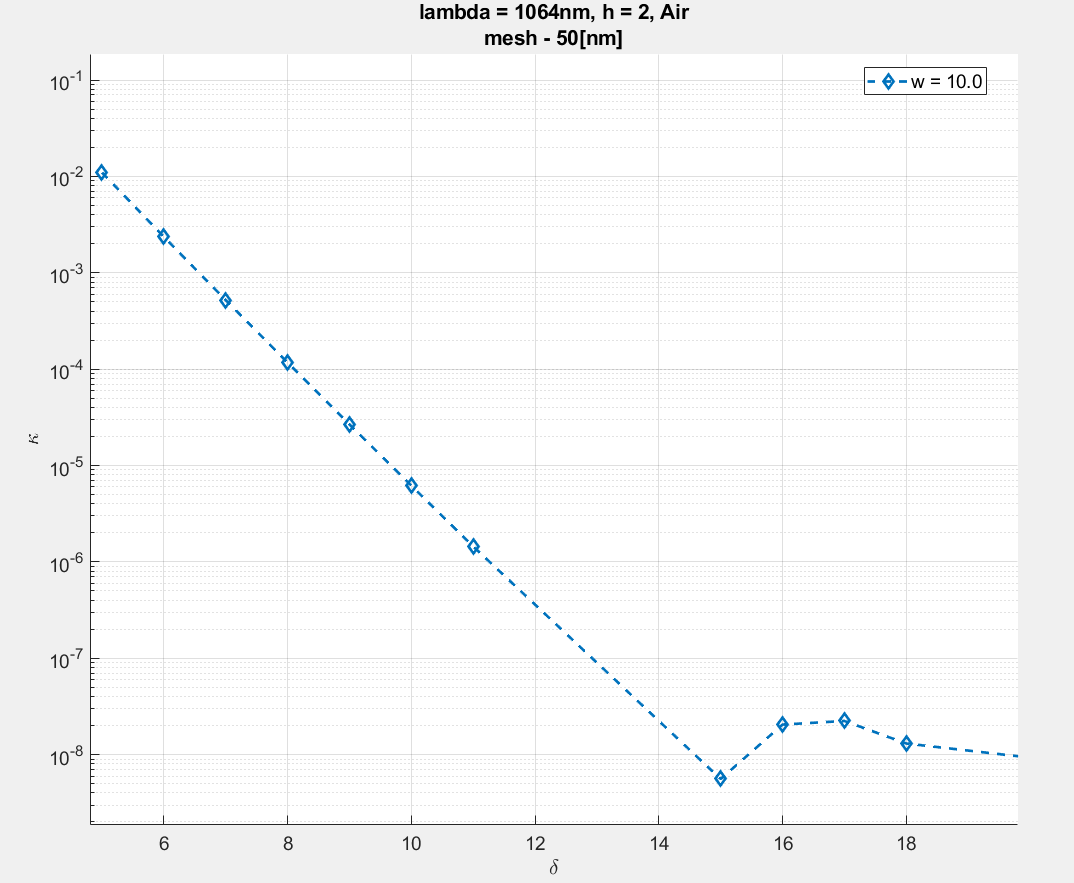 lambda = 1064nm, h = 2, Air
mesh - 50[nm]
w = 10.0
10^-1
10^-2
10^-3
10^-4
10^-5
10^-6
10^-7
10^-8
κ
6 8 10 12 14 16 18
δ